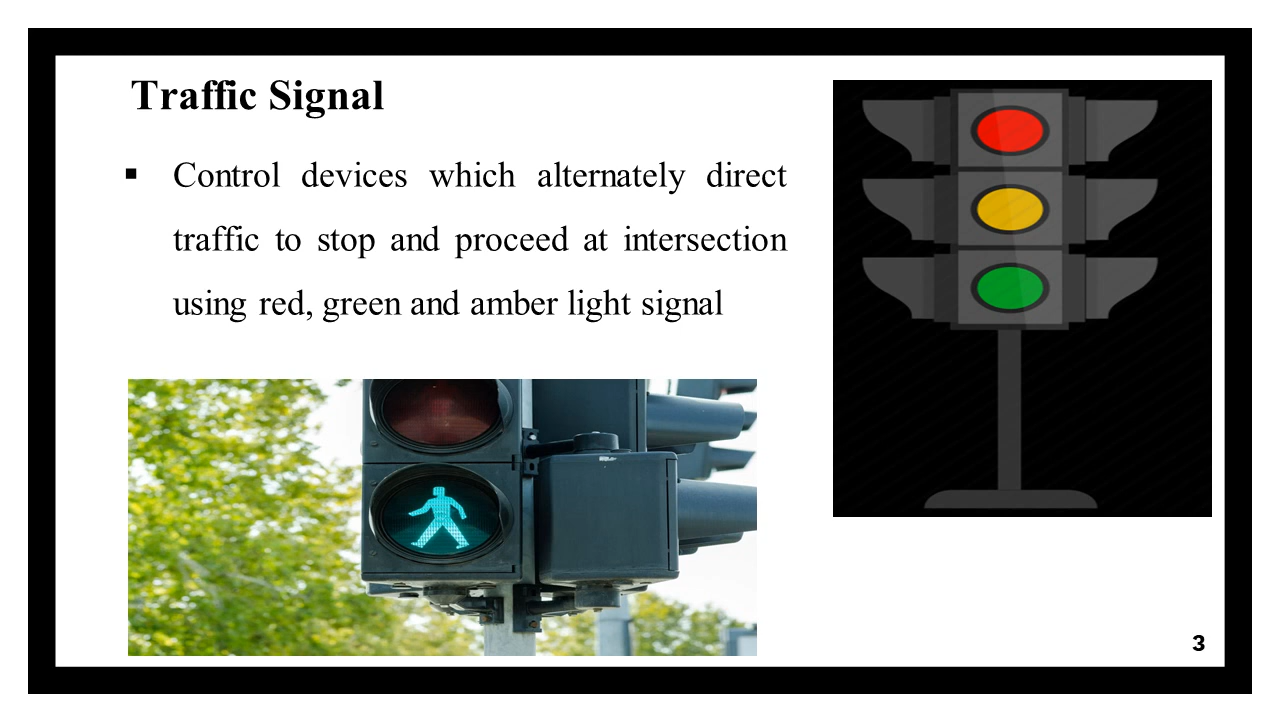 Traffic Signal
▪ Control devices which alternately direct
traffic to stop and proceed at intersection
using red, green and amber light signal
3